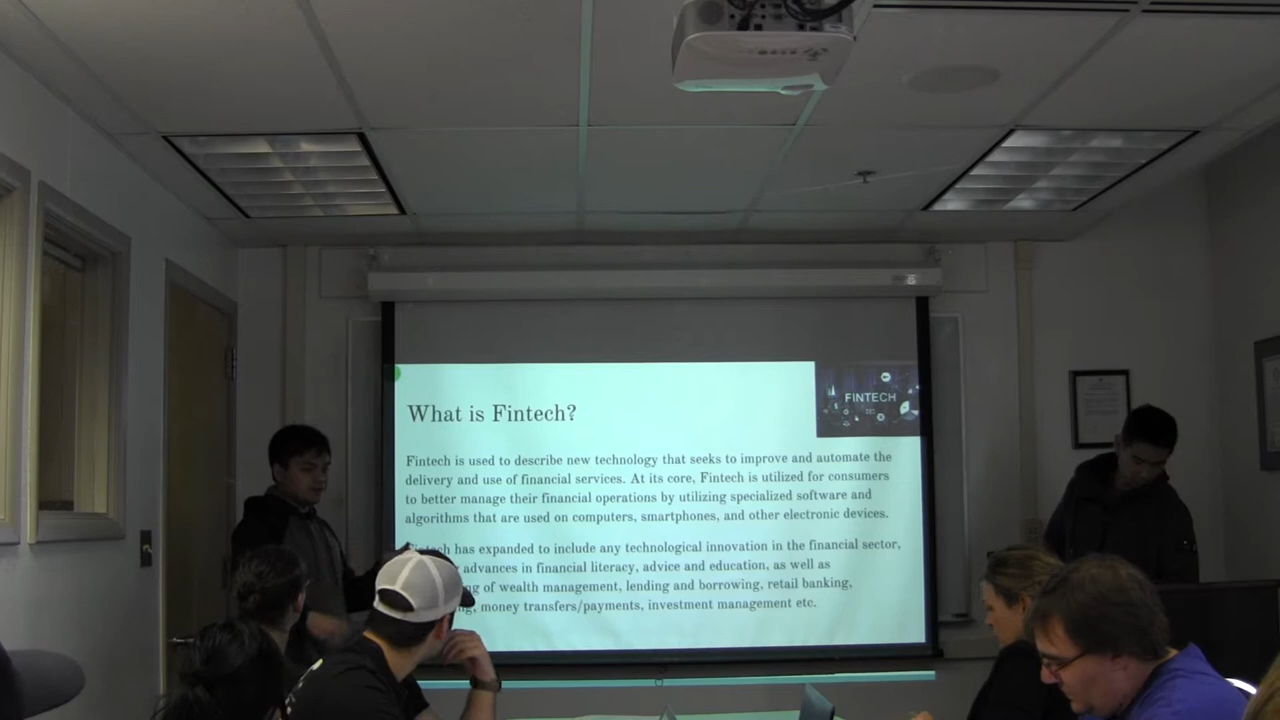 FINTECH
What is Fintech?
Fintech is used to describe new technology that seeks to improve and automate the
delivery and use of financial services. At its core, Fintech is utilized for consumers
to better manage their financial operations by utilizing specialized software and
algorithms that are used on computers, smartphones, and other electronic devices.
has expanded to include any technological innovation in the financial sector,
advances in financial literacy, advice and education, as well as
of wealth management, lending and borrowing, retail banking,
money transfers/payments, investment management etc.